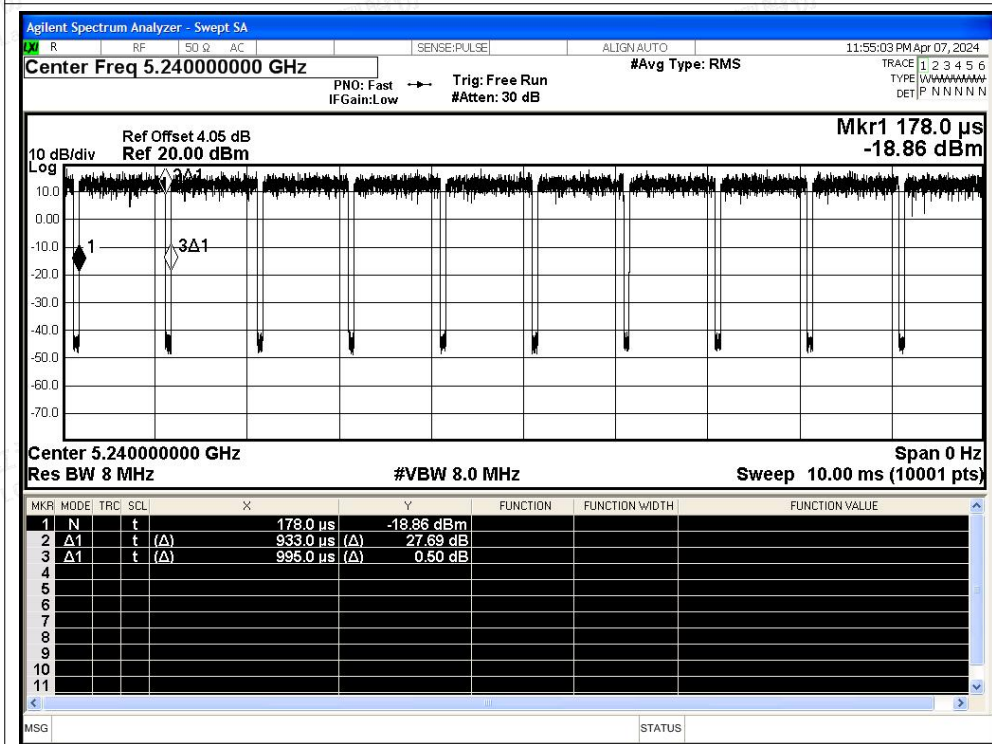 Agilent Spectrum Analyzer - Swept SA
LXI R RF 50 Ω AC SENSE:PULSE ALIGN AUTO 11:55:03 PM Apr 07, 2024
Center Freq 5.240000000 GHz #Avg Type: RMS TRACE 1 2 3 4 5 6
PNO: Fast Trig: Free Run TYPE WWWWWW
IFGain:Low #Atten: 30 dB DET P N N N N N
Mkr1 178.0 µs
Ref Offset 4.05 dB
10 dB/div Ref 20.00 dBm -18.86 dBm
Log
2Δ1
10.0
0.00
-10.0 1 3Δ1
-20.0
-30.0
-40.0
-50.0
-60.0
-70.0
Center 5.240000000 GHz Span 0 Hz
Res BW 8 MHz #VBW 8.0 MHz Sweep 10.00 ms (10001 pts)
MKR MODE TRC SCL X Y FUNCTION FUNCTION WIDTH FUNCTION VALUE
1 N t 178.0 µs -18.86 dBm
2 Δ1 t (Δ) 933.0 µs (Δ) 27.69 dB
3 Δ1 t (Δ) 995.0 µs (Δ) 0.50 dB
4
5
6
7
8
9
10
11
MSG STATUS